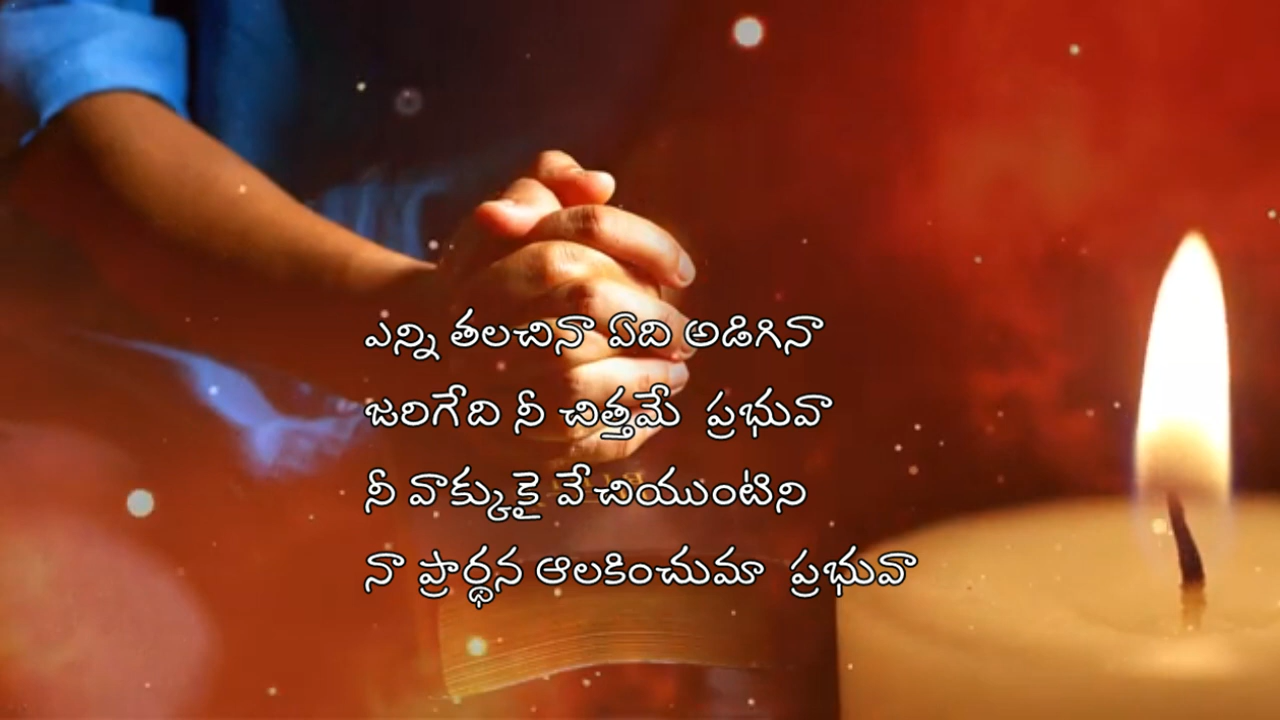 ఎన్ని తలచినా ఏది అడిగినా
జరిగేది నీ చిత్తమే ప్రభువా
నీ వాక్కుకై వేచియుంటిని
నా ప్రార్థన ఆలకించుమా ప్రభువా